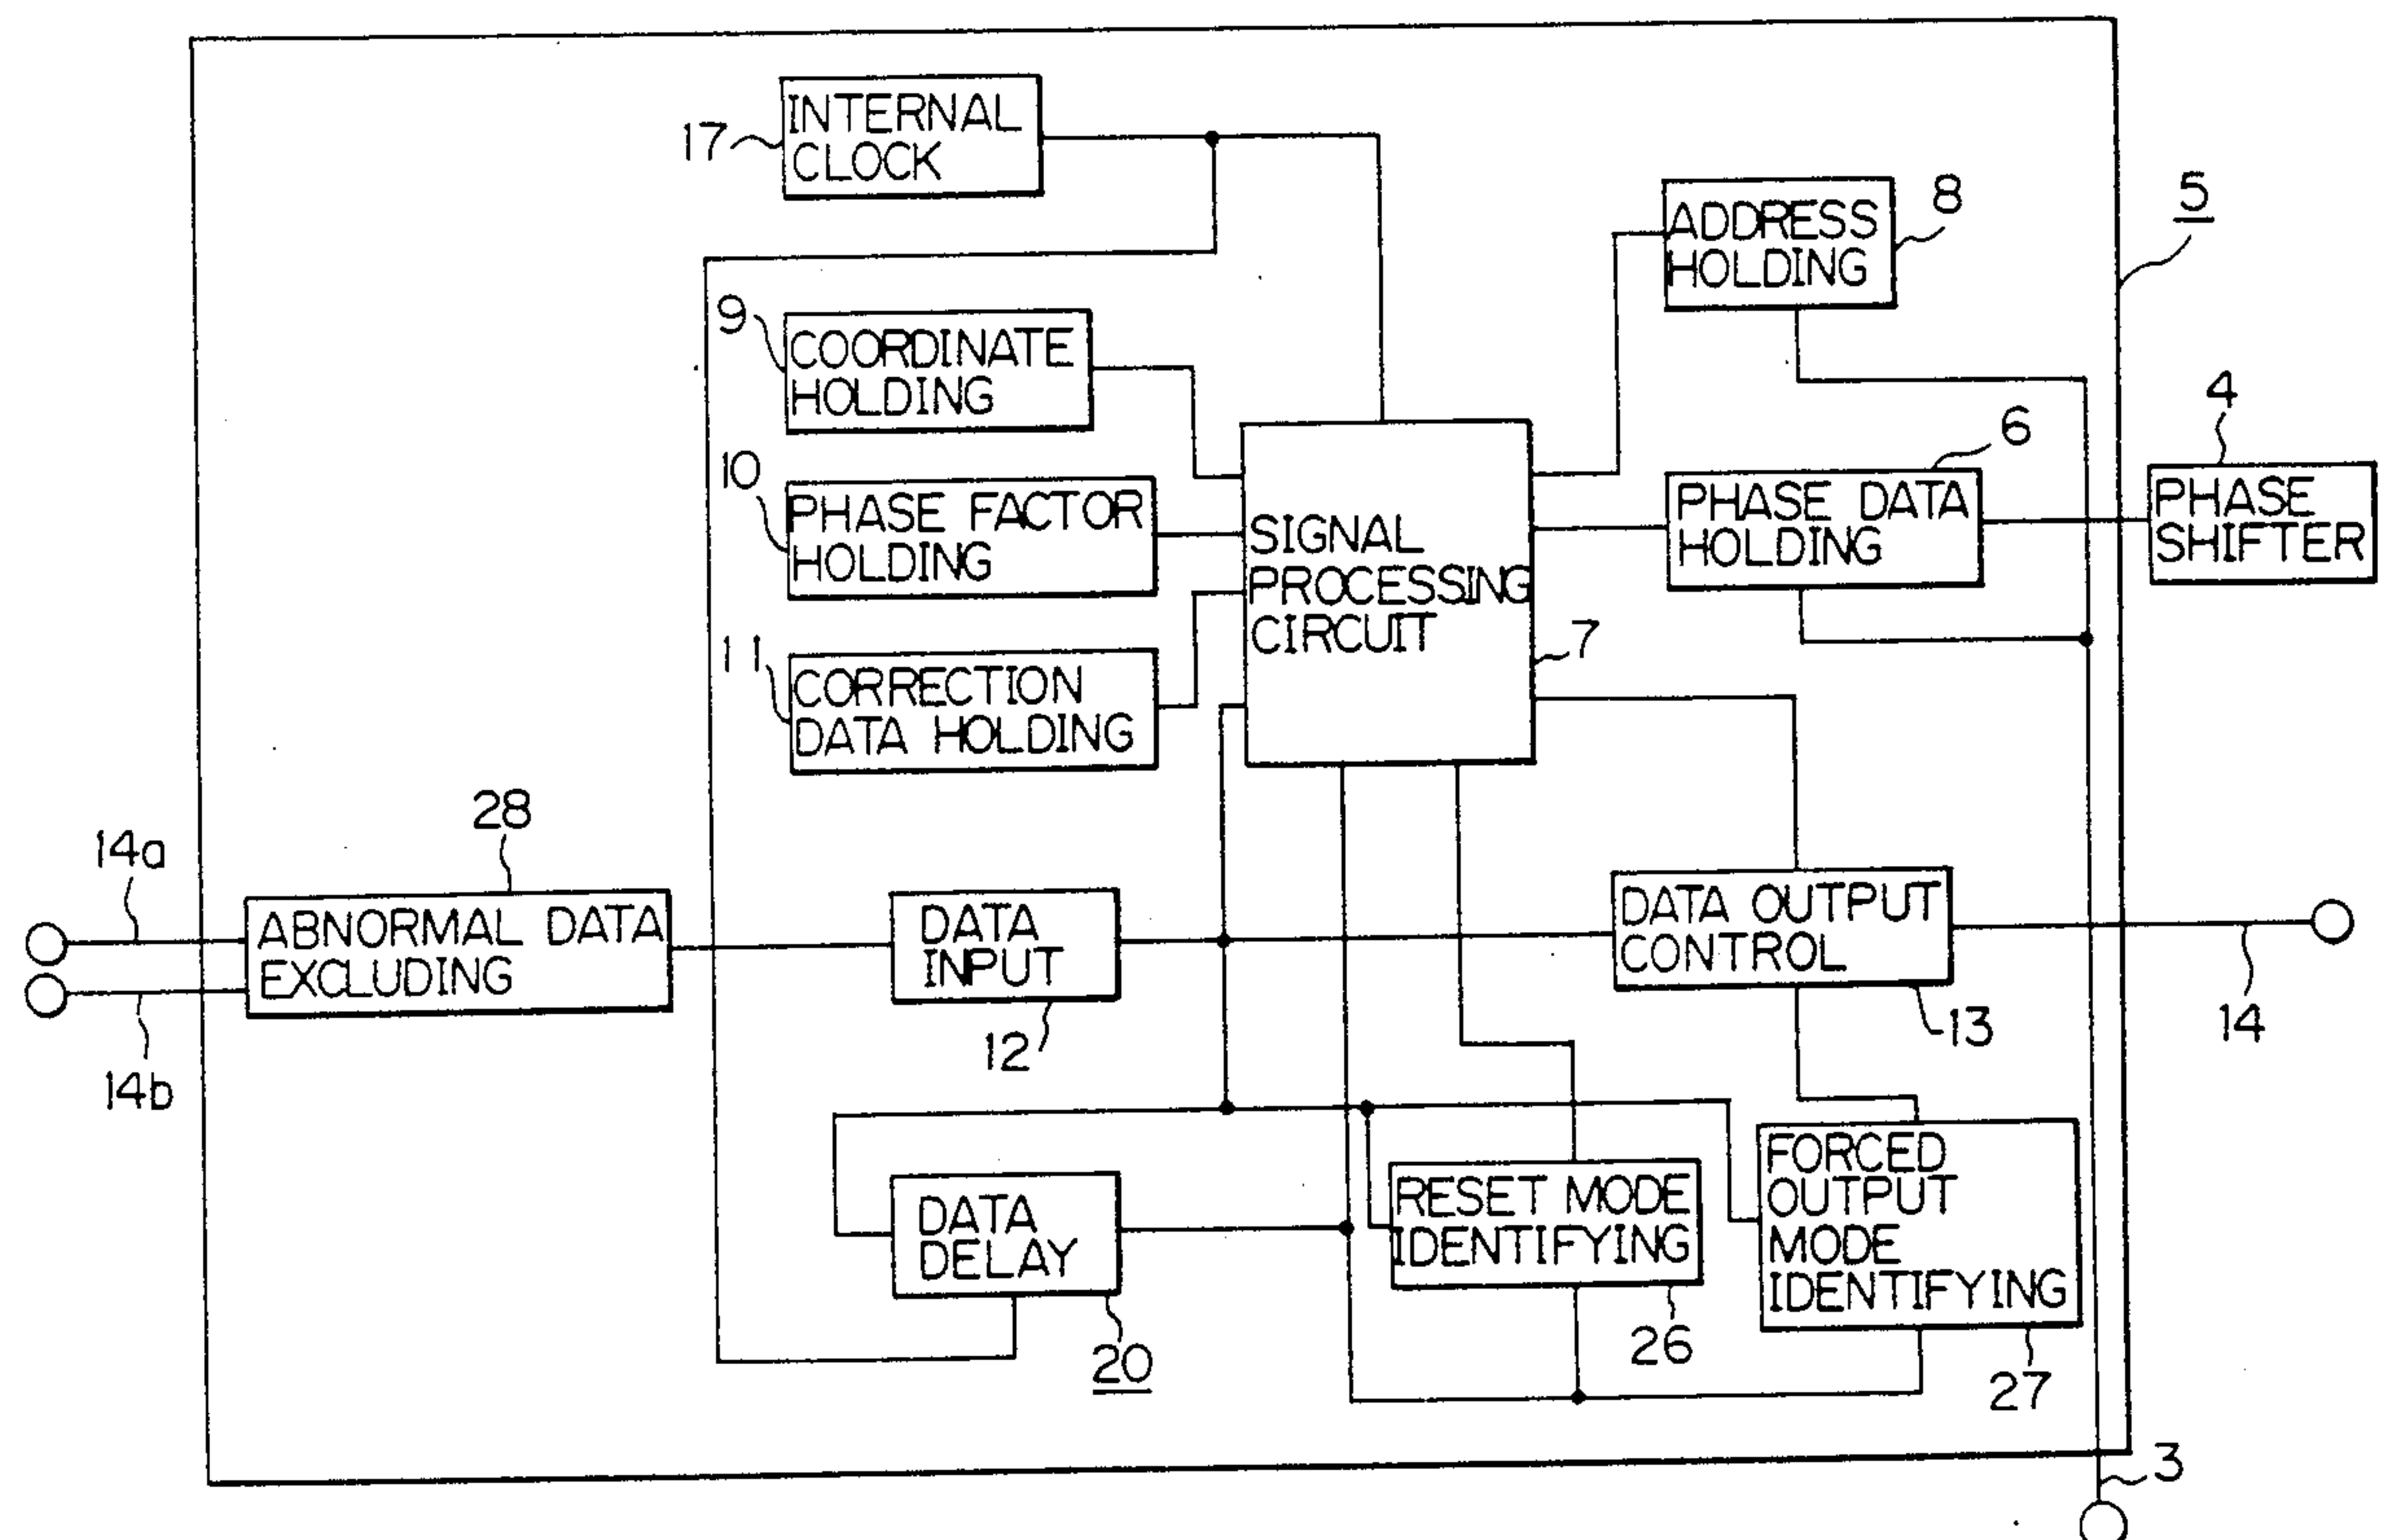 17
INTERNAL
CLOCK
ADDRESS
HOLDING
8
5
9
COORDINATE
HOLDING
4
6
10
PHASE FACTOR
HOLDING
SIGNAL
PROCESSING
CIRCUIT
7
PHASE DATA
HOLDING
PHASE
SHIFTER
11
CORRECTION
DATA HOLDING
28
14a
ABNORMAL DATA
EXCLUDING
14b
DATA
INPUT
12
DATA OUTPUT
CONTROL
13
14
DATA
DELAY
20
RESET MODE
IDENTIFYING
26
FORCED
OUTPUT
MODE
IDENTIFYING
27
3